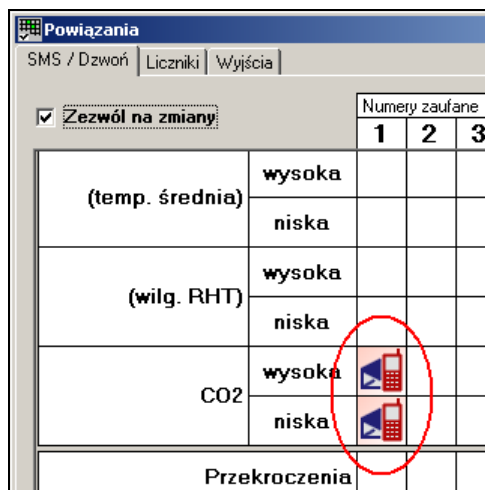 Powiązania
SMS / Dzwoń Liczniki Wyjścia
Zezwól na zmiany
Numery zaufane
1 2 3
(temp. średnia)
wysoka
niska
(wilg. RHT)
wysoka
niska
CO2
wysoka
niska
Przekroczenia